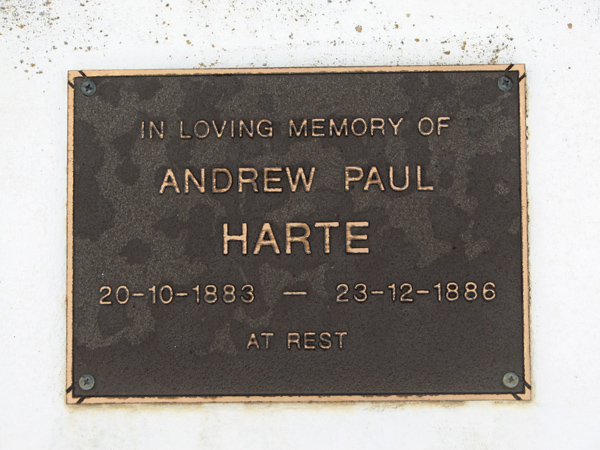 IN LOVING MEMORY OF
ANDREW PAUL
HARTE
20-10-1883 — 23-12-1886
AT REST